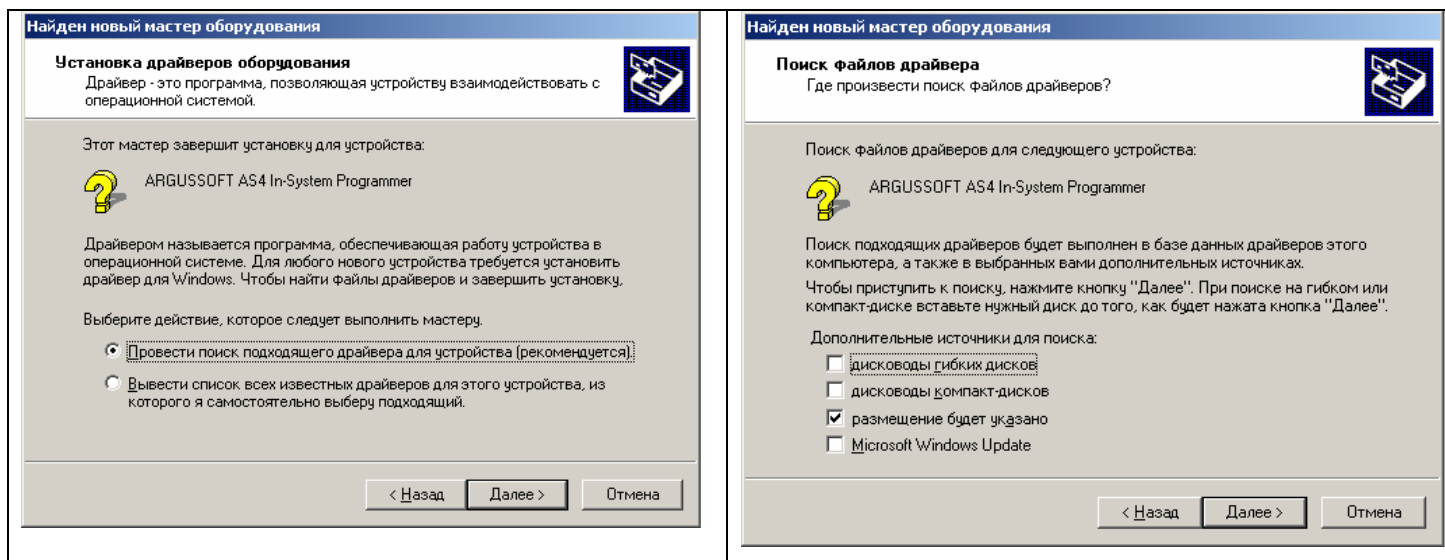 Найден новый мастер оборудования
Установка драйверов оборудования
Драйвер - это программа, позволяющая устройству взаимодействовать с
операционной системой.
Этот мастер завершит установку для устройства:
ARGUSSOFT AS4 In-System Programmer
Драйвером называется программа, обеспечивающая работу устройства в
операционной системе. Для любого нового устройства требуется установить
драйвер для Windows. Чтобы найти файлы драйверов и завершить установку,
Выберите действие, которое следует выполнить мастеру.
Провести поиск подходящего драйвера для устройства (рекомендуется).
Вывести список всех известных драйверов для этого устройства, из
которого я самостоятельно выберу подходящий.
< Назад
Далее >
Отмена
Найден новый мастер оборудования
Поиск файлов драйвера
Где произвести поиск файлов драйверов?
Поиск файлов драйверов для следующего устройства:
ARGUSSOFT AS4 In-System Programmer
Поиск подходящих драйверов будет выполнен в базе данных драйверов этого
компьютера, а также в выбранных вами дополнительных источниках.
Чтобы приступить к поиску, нажмите кнопку "Далее". При поиске на гибком или
компакт-диске вставьте нужный диск до того, как будет нажата кнопка "Далее".
Дополнительные источники для поиска:
дисководы гибких дисков
дисководы компакт-дисков
размещение будет указано
Microsoft Windows Update
< Назад
Далее >
Отмена